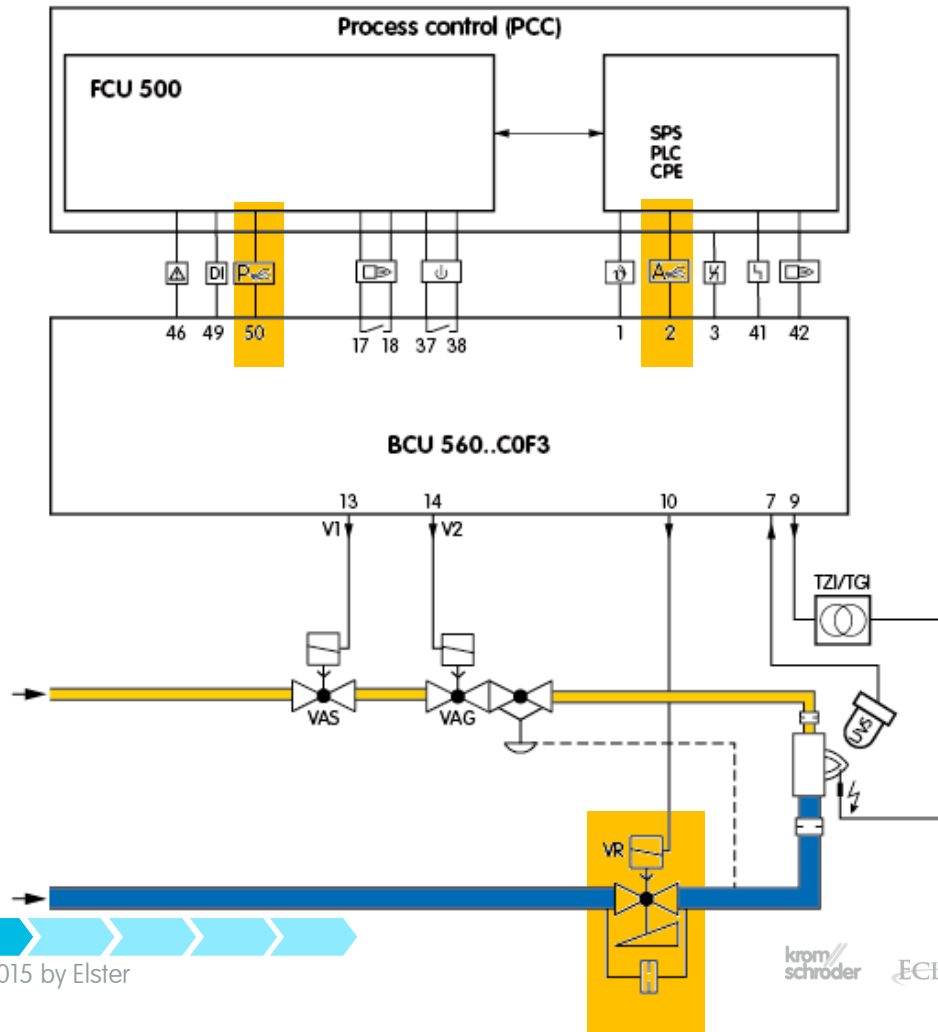 Process control (PCC)
FCU 500
SPS
PLC
CPE
DI P A
46 49 50 17 18 37 38 1 2 3 41 42
BCU 560..C0F3
13 14 10 7 9
V1 V2
TZI/TGI
VAS VAG
UVS
VR
015 by Elster
krom//
schröder